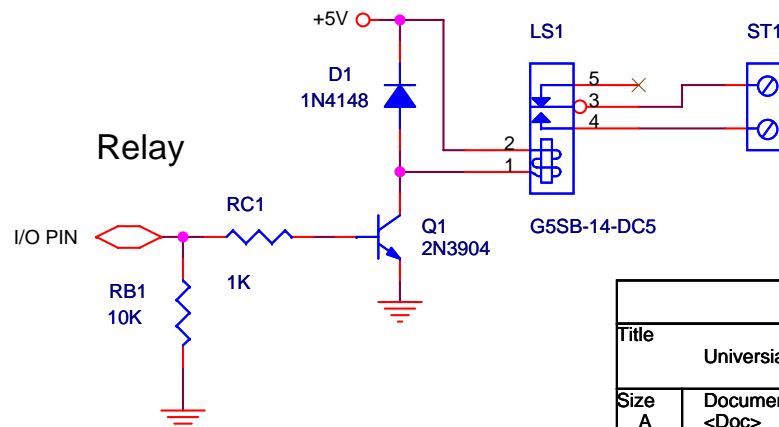 +5V
LS1
ST1
D1
1N4148
5
3
4
2
1
Relay
RC1
Q1
2N3904
G5SB-14-DC5
I/O PIN
1K
RB1
10K
Title
Universia
Size
A
Documen
<Doc>